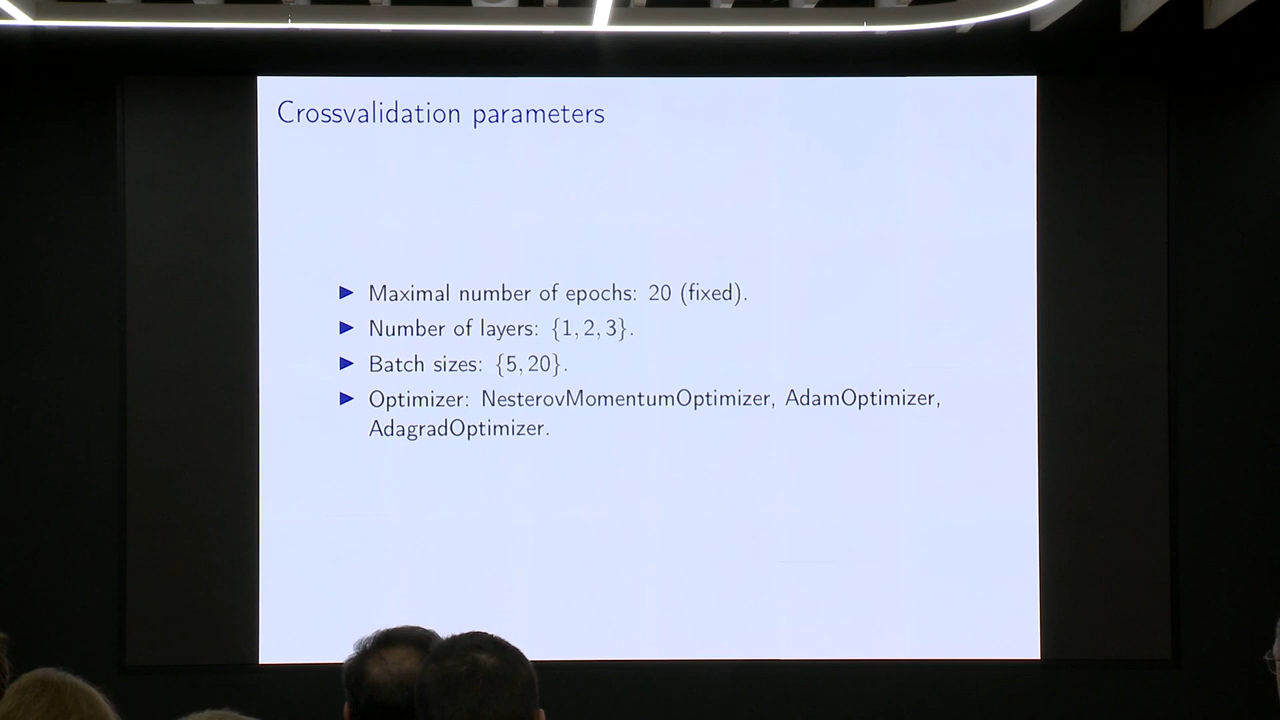 Crossvalidation parameters
▶ Maximal number of epochs: 20 (fixed).
▶ Number of layers: {1, 2, 3}.
▶ Batch sizes: {5, 20}.
▶ Optimizer: NesterovMomentumOptimizer, AdamOptimizer,
AdagradOptimizer.